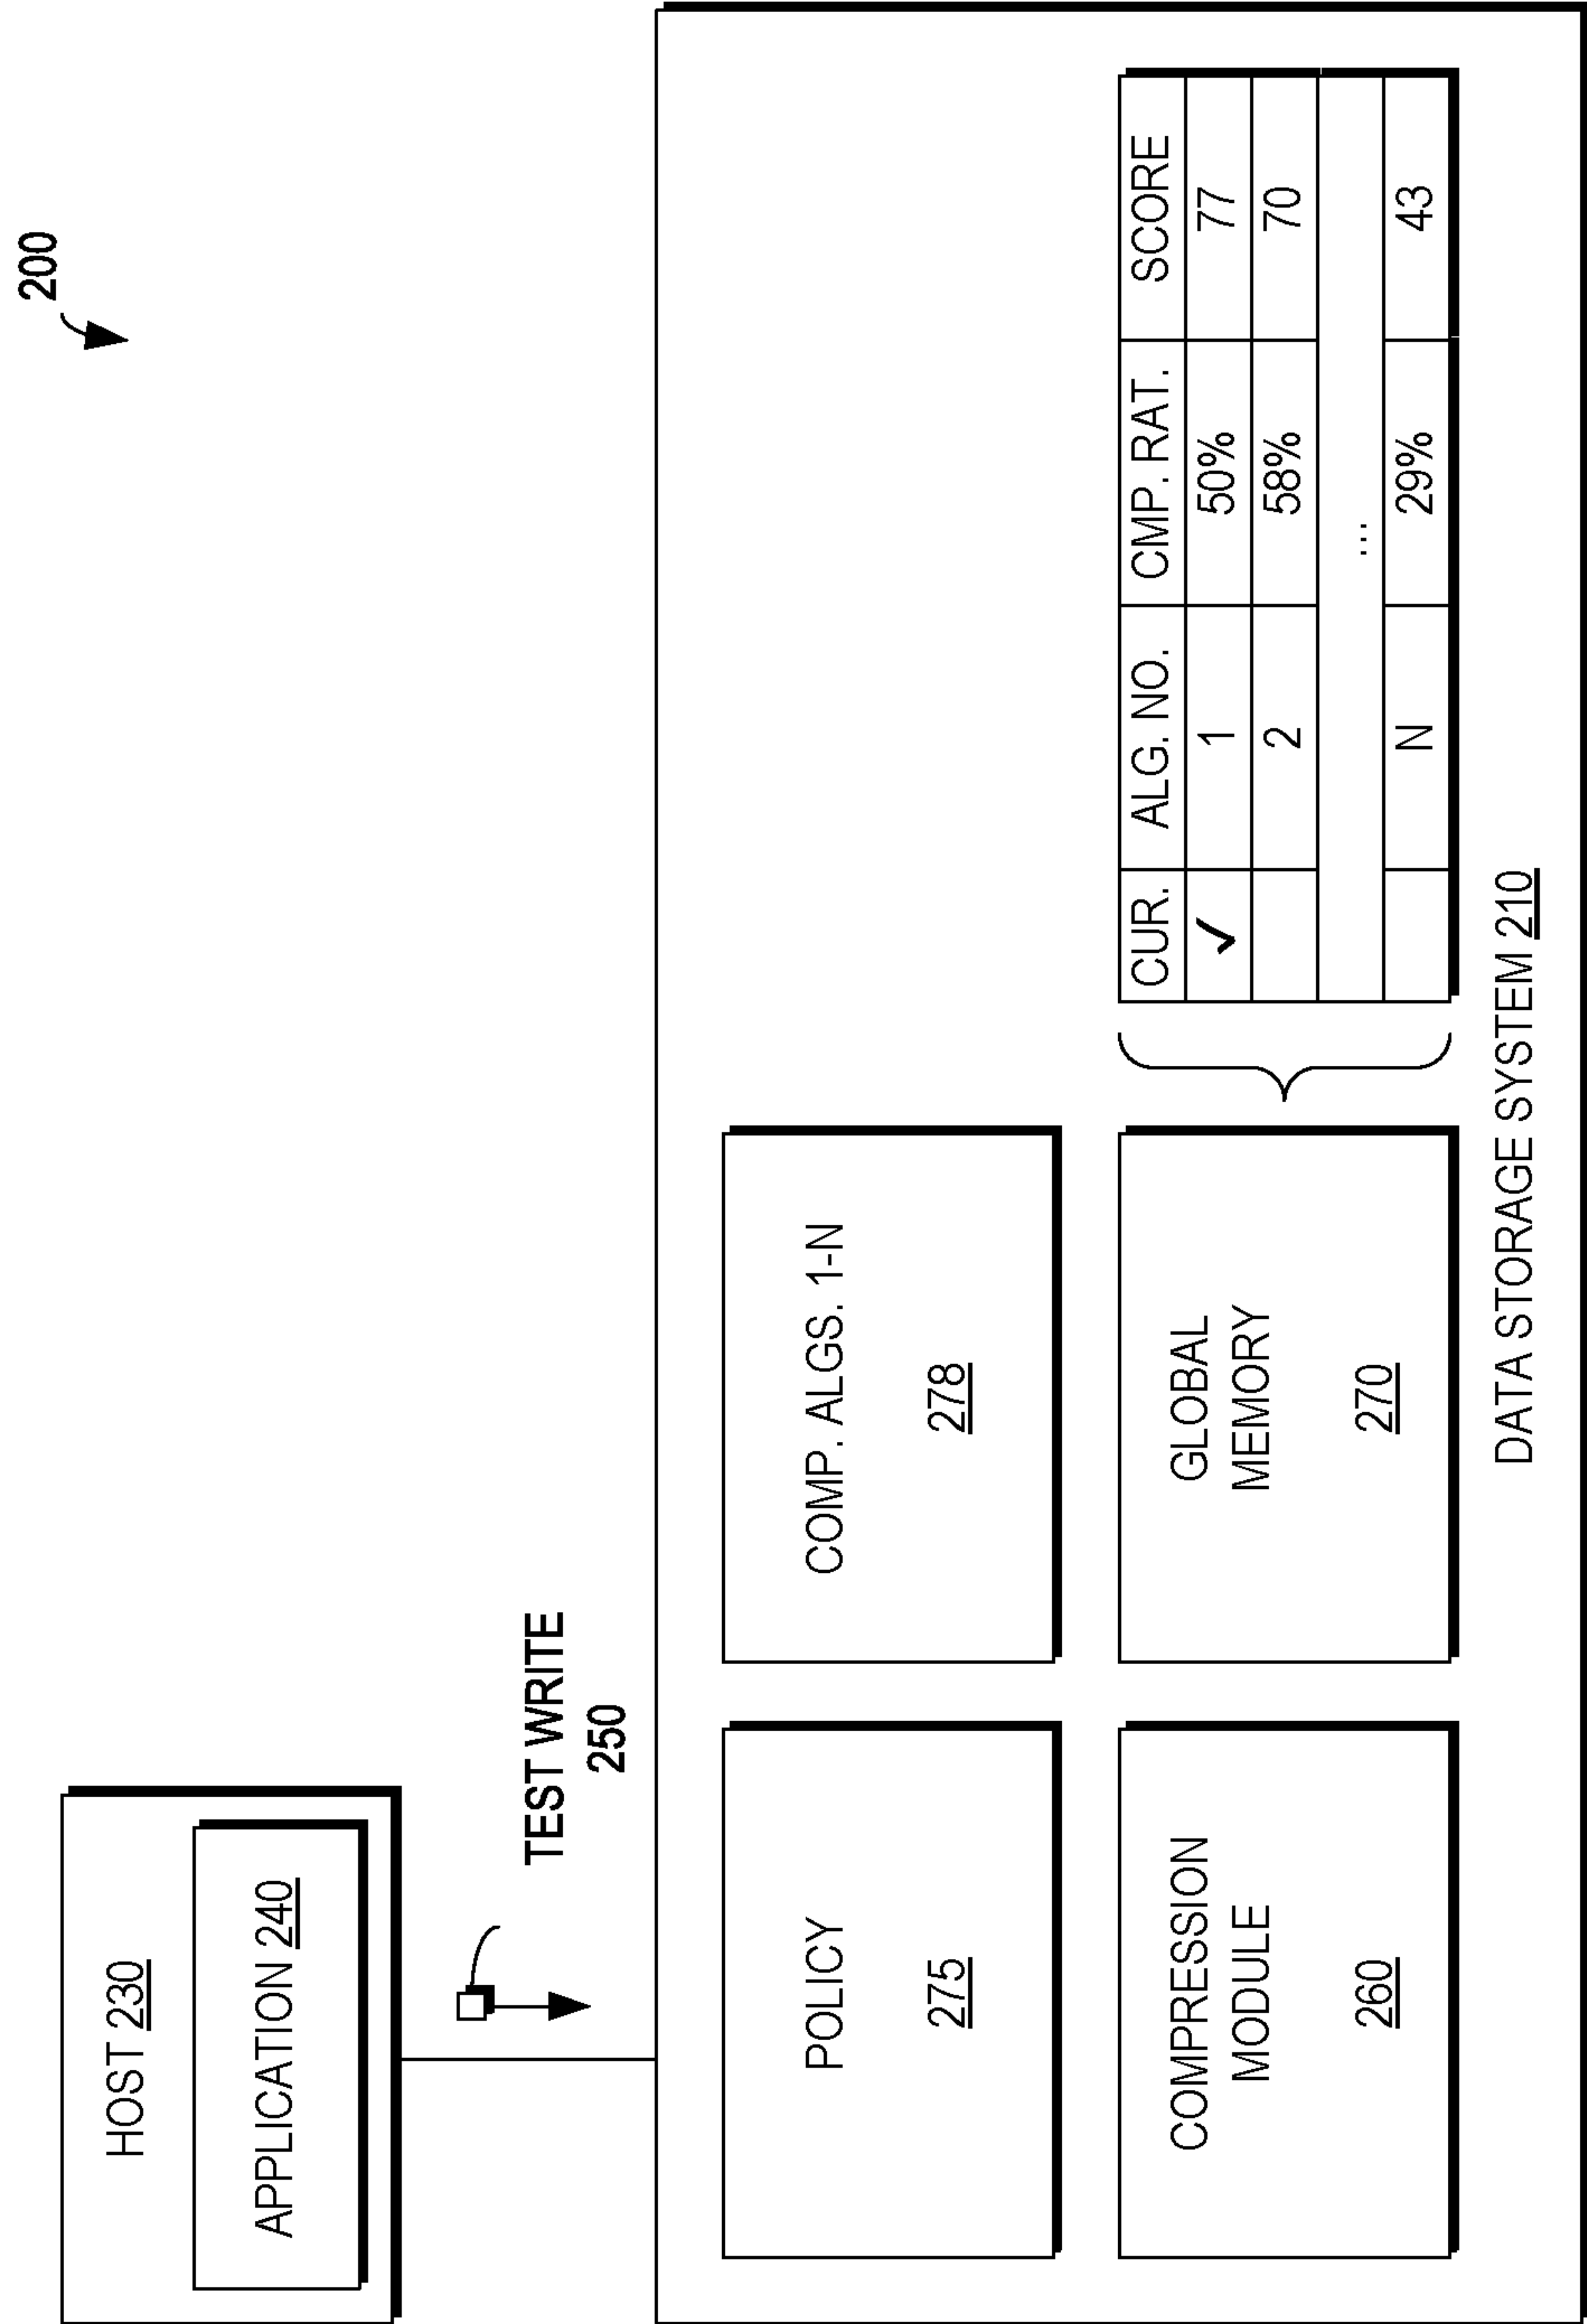 200
HOST 230
APPLICATION 240
TEST WRITE
250
POLICY
275
COMP. ALGS. 1-N
278
COMPRESSION
MODULE
260
GLOBAL
MEMORY
270
CUR. ALG. NO. CMP. RAT. SCORE
✓ 1 50% 77
2 58% 70
...
N 29% 43
DATA STORAGE SYSTEM 210